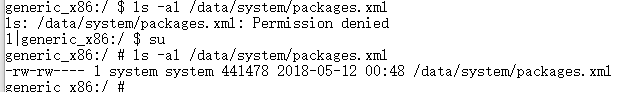 generic_x86:/ $ ls -al /data/system/packages.xml
ls: /data/system/packages.xml: Permission denied
1|generic_x86:/ $ su
generic_x86:/ # ls -al /data/system/packages.xml
-rw-rw---- 1 system system 441478 2018-05-12 00:48 /data/system/packages.xml
generic_x86:/ #